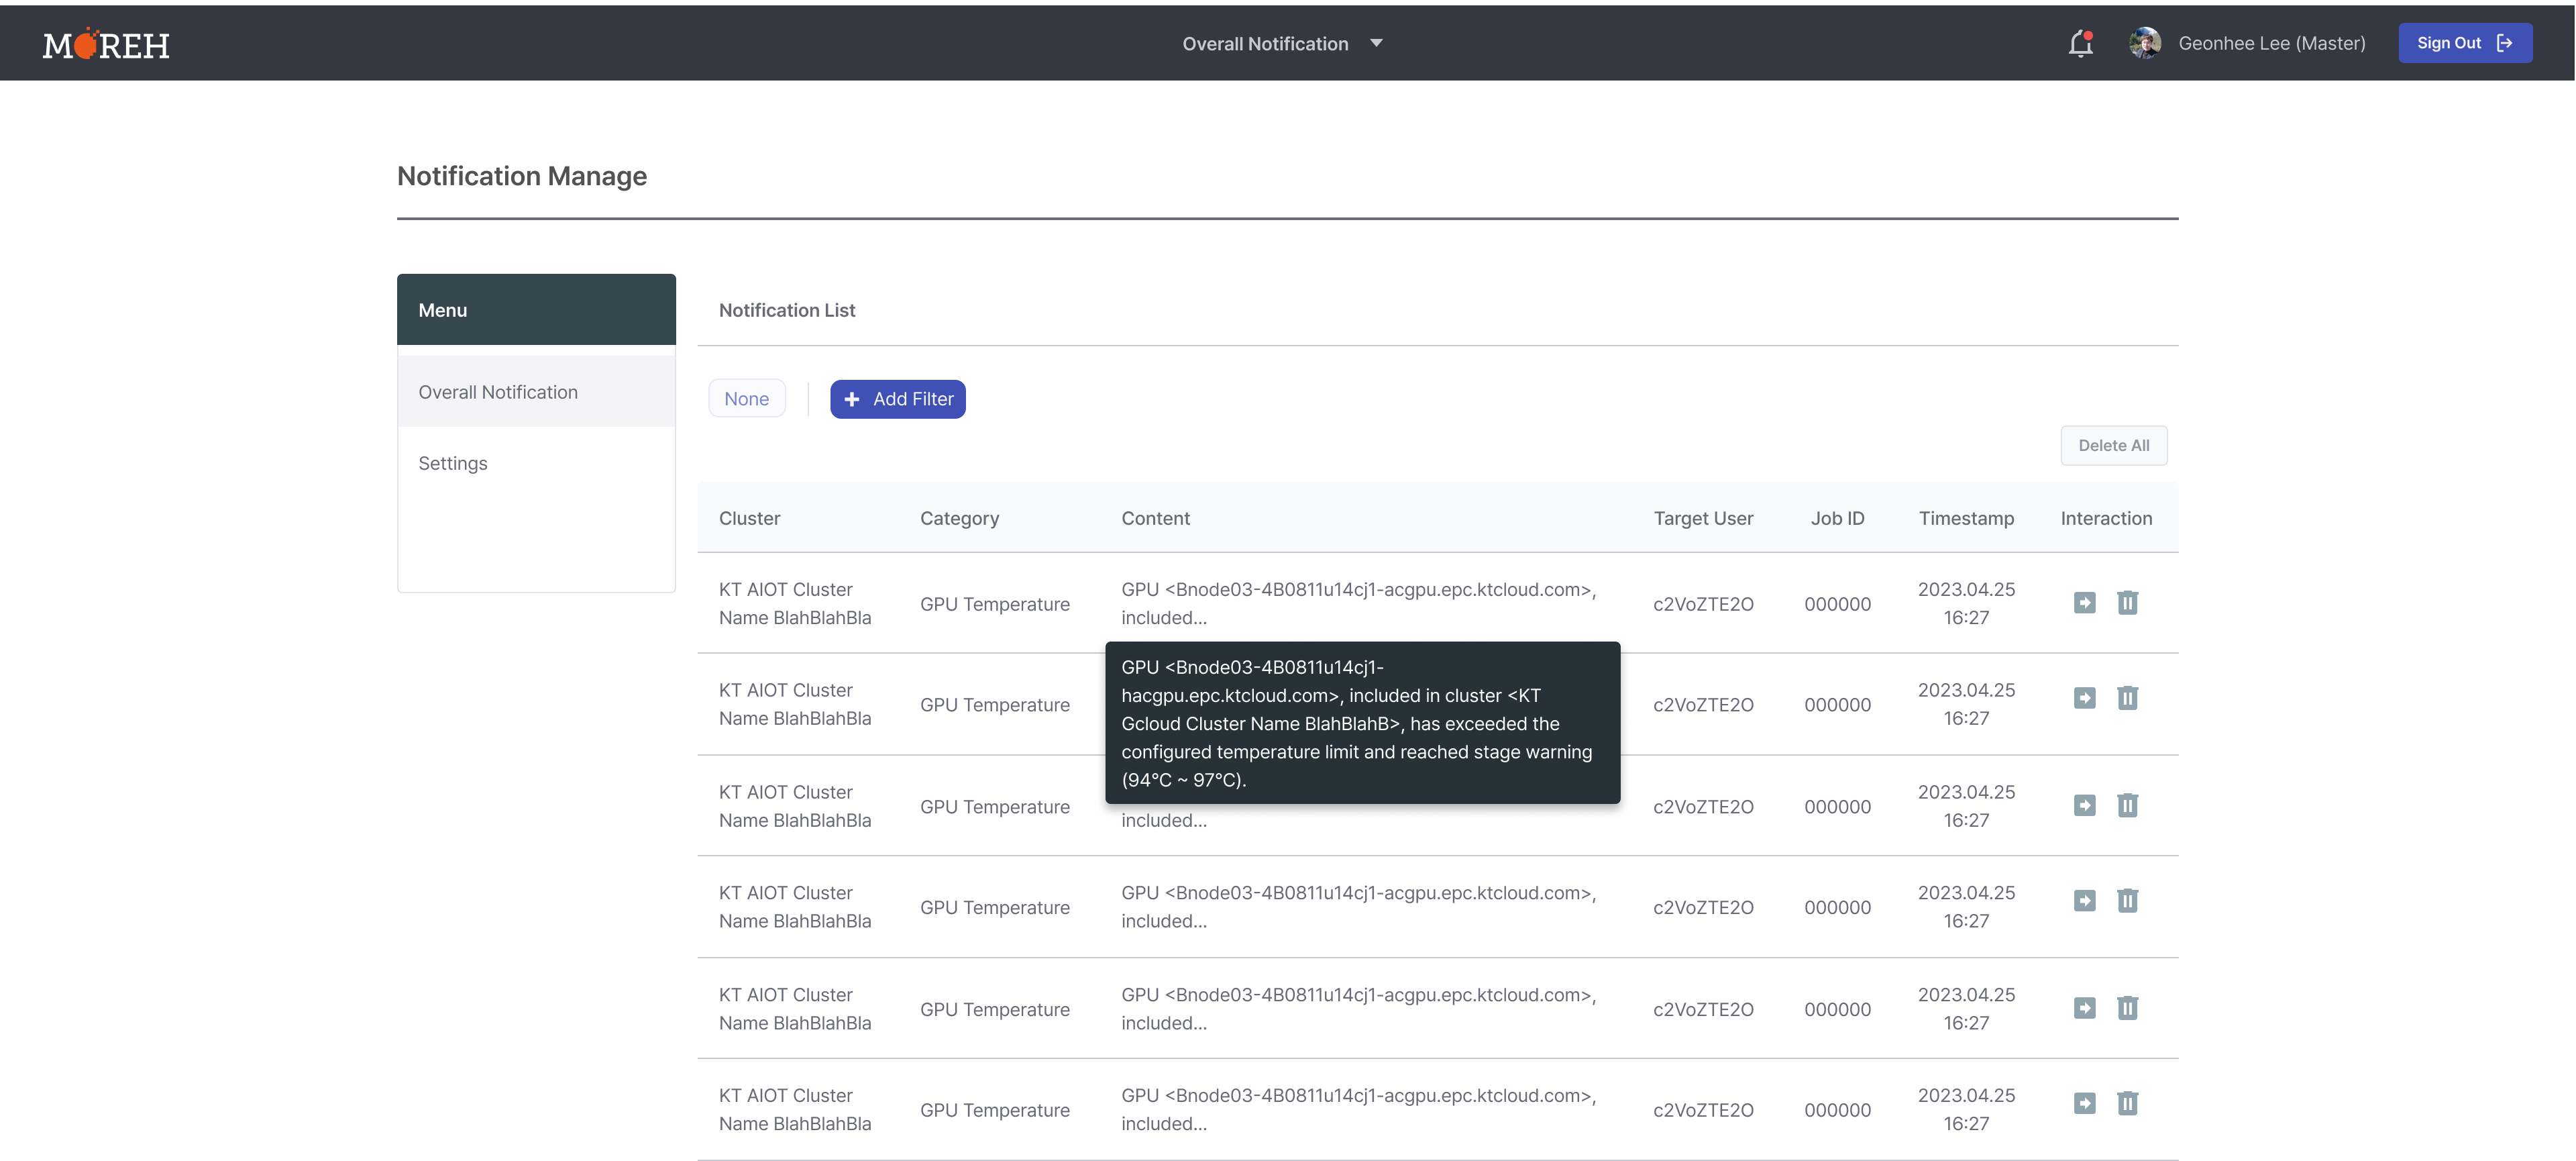 MOREH
Overall Notification
Geonhee Lee (Master)
Sign Out
Notification Manage
Menu
Overall Notification
Settings
Notification List
None
+ Add Filter
Delete All
Cluster Category Content Target User Job ID Timestamp Interaction
KT AIOT Cluster
Name BlahBlahBla
GPU Temperature
GPU <Bnode03-4B0811u14cj1-acgpu.epc.ktcloud.com>,
included...
c2VoZTE2O
000000
2023.04.25
16:27
KT AIOT Cluster
Name BlahBlahBla
GPU Temperature
GPU <Bnode03-4B0811u14cj1-
hacgpu.epc.ktcloud.com>, included in cluster <KT
Gcloud Cluster Name BlahBlahB>, has exceeded the
configured temperature limit and reached stage warning
(94°C ~ 97°C).
c2VoZTE2O
000000
2023.04.25
16:27
KT AIOT Cluster
Name BlahBlahBla
GPU Temperature
included...
c2VoZTE2O
000000
2023.04.25
16:27
KT AIOT Cluster
Name BlahBlahBla
GPU Temperature
GPU <Bnode03-4B0811u14cj1-acgpu.epc.ktcloud.com>,
included...
c2VoZTE2O
000000
2023.04.25
16:27
KT AIOT Cluster
Name BlahBlahBla
GPU Temperature
GPU <Bnode03-4B0811u14cj1-acgpu.epc.ktcloud.com>,
included...
c2VoZTE2O
000000
2023.04.25
16:27
KT AIOT Cluster
Name BlahBlahBla
GPU Temperature
GPU <Bnode03-4B0811u14cj1-acgpu.epc.ktcloud.com>,
included...
c2VoZTE2O
000000
2023.04.25
16:27